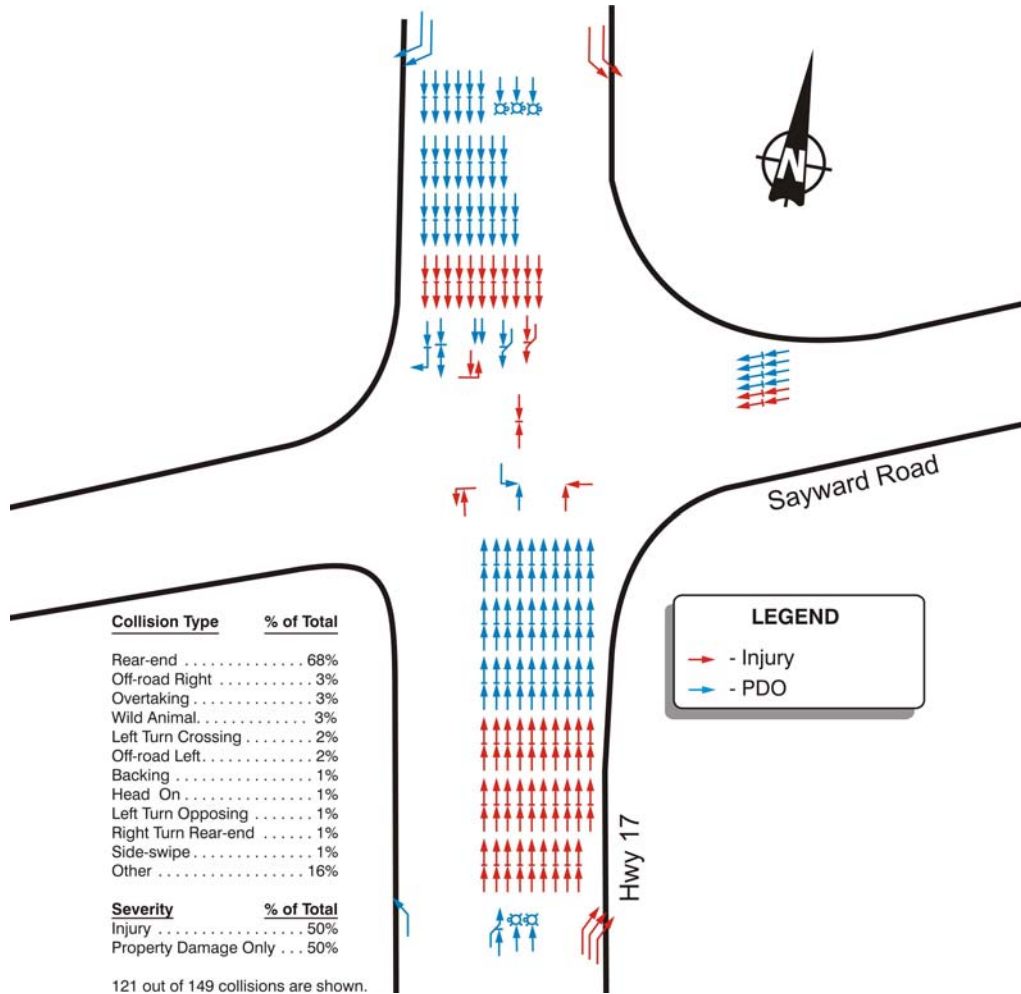 N
Sayward Road
LEGEND
- Injury
- PDO
Hwy 17
Collision Type % of Total
Rear-end . . . . . . . . . . . . . . 68%
Off-road Right . . . . . . . . . . . 3%
Overtaking . . . . . . . . . . . . . . 3%
Wild Animal. . . . . . . . . . . . . 3%
Left Turn Crossing . . . . . . . . 2%
Off-road Left. . . . . . . . . . . . . 2%
Backing . . . . . . . . . . . . . . . . 1%
Head On . . . . . . . . . . . . . . . 1%
Left Turn Opposing . . . . . . . 1%
Right Turn Rear-end . . . . . . 1%
Side-swipe . . . . . . . . . . . . . . 1%
Other . . . . . . . . . . . . . . . . . 16%
Severity % of Total
Injury . . . . . . . . . . . . . . . . . 50%
Property Damage Only . . . 50%
121 out of 149 collisions are shown.